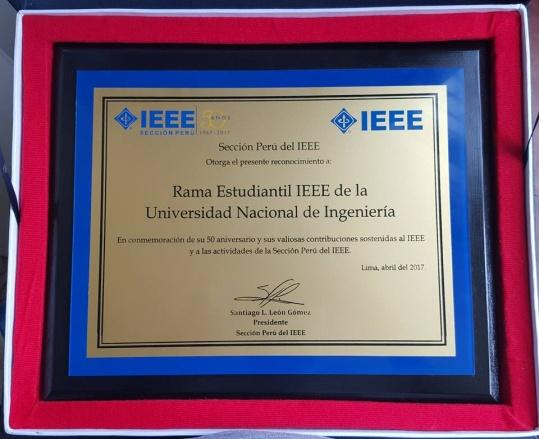 IEEE
50 AÑOS
SECCIÓN PERÚ 1967-2017
IEEE
Sección Perú del IEEE
Otorga el presente reconocimiento a:
Rama Estudiantil IEEE de la
Universidad Nacional de Ingeniería
En conmemoración de su 50 aniversario y sus valiosas contribuciones sostenidas al IEEE
y a las actividades de la Sección Perú del IEEE.
Lima, abril del 2017.
Santiago L. León Gómez
Presidente
Sección Perú del IEEE